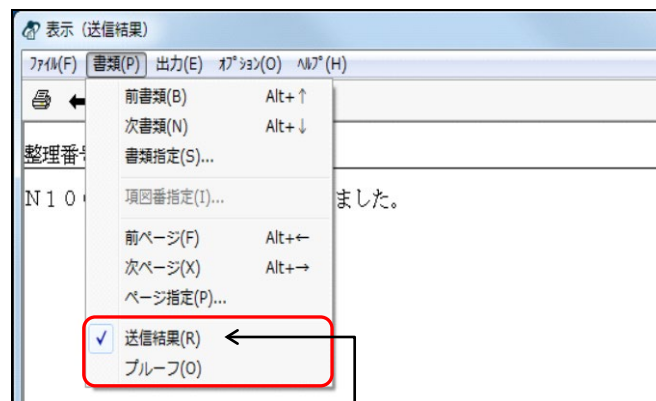 表示（送信結果）
ﾌｧｲﾙ(F) 書類(P) 出力(E) ｵﾌﾟｼｮﾝ(O) ﾍﾙﾌﾟ(H)
前書類(B) Alt+↑
次書類(N) Alt+↓
整理番
書類指定(S)...
N10
項図番指定(I)...
ました。
前ページ(F) Alt+←
次ページ(X) Alt+→
ページ指定(P)...
✓ 送信結果(R)
プルーフ(O)